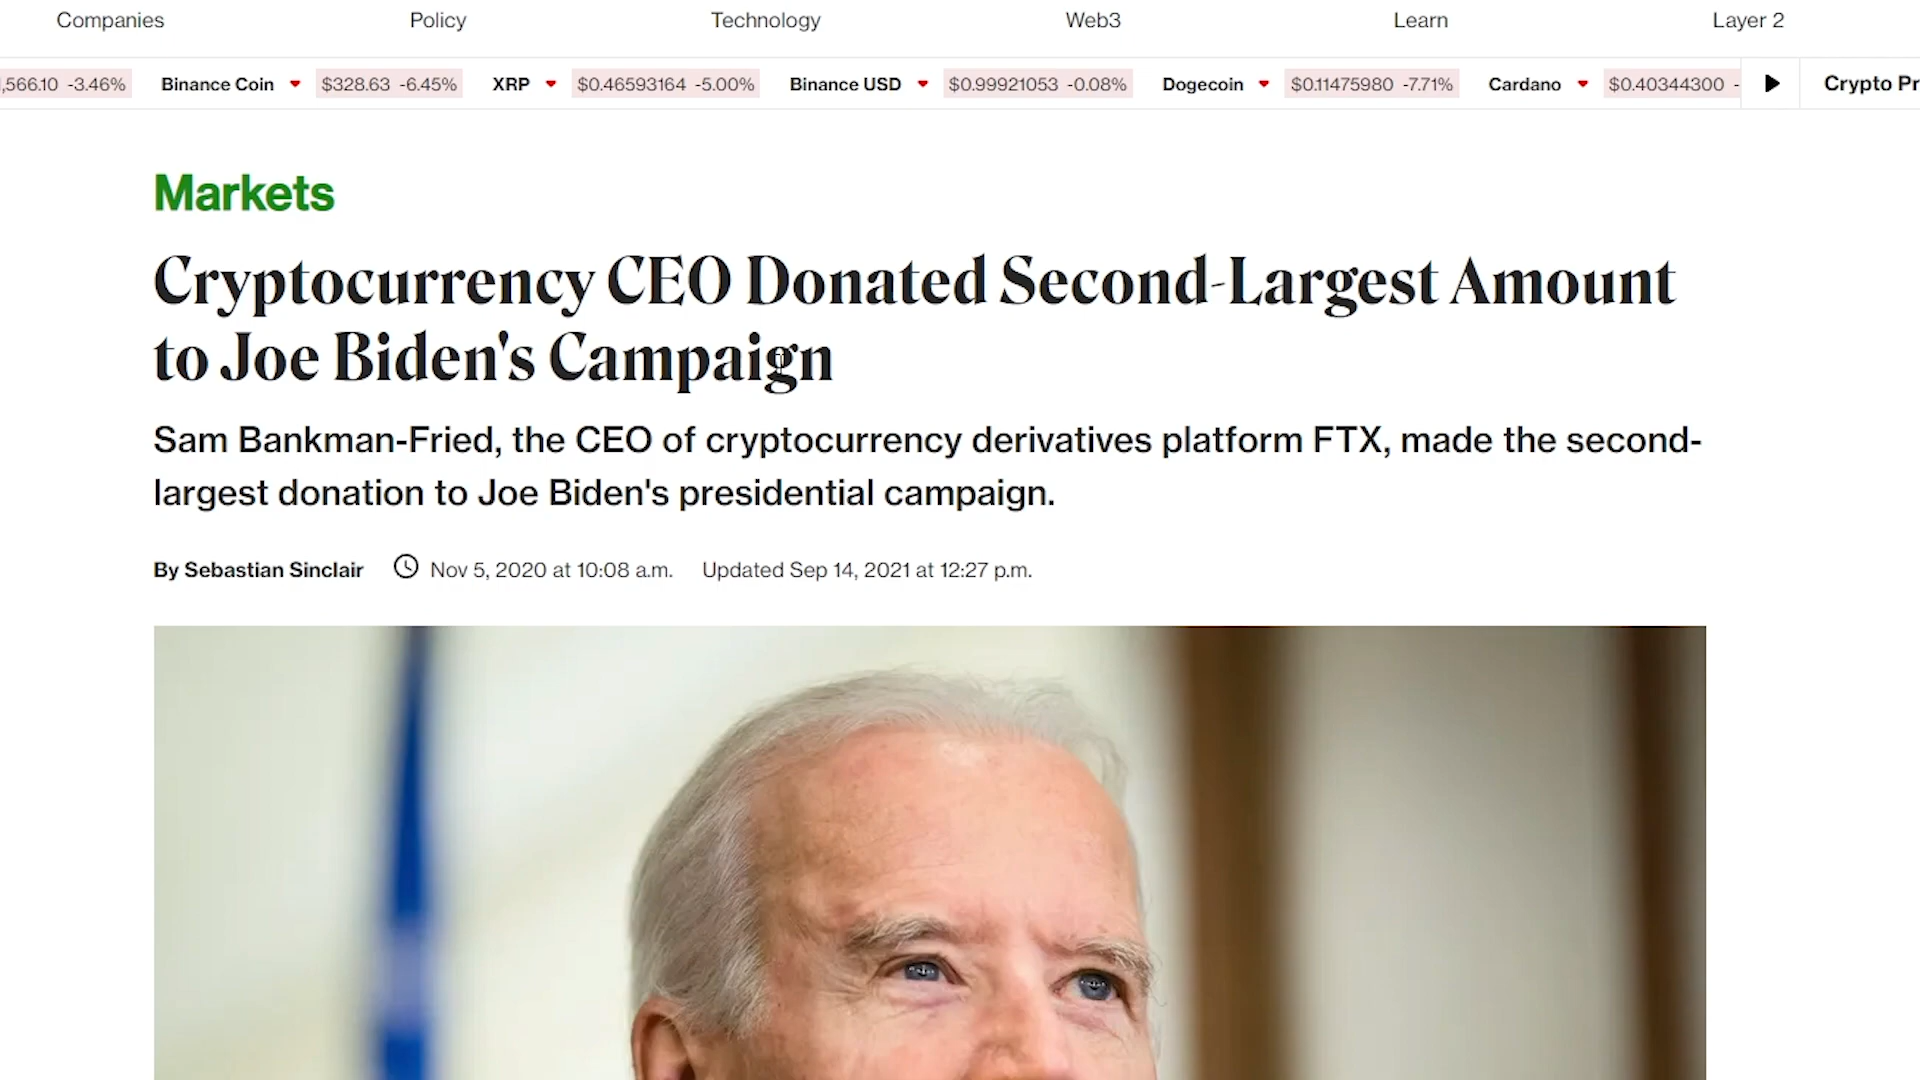 Companies Policy Technology Web3 Learn Layer 2
,566.10 -3.46% Binance Coin $328.63 -6.45% XRP $0.46593164 -5.00% Binance USD $0.99921053 -0.08% Dogecoin $0.11475980 -7.71% Cardano $0.40344300 - Crypto Pr
Markets
Cryptocurrency CEO Donated Second-Largest Amount
to Joe Biden's Campaign
Sam Bankman-Fried, the CEO of cryptocurrency derivatives platform FTX, made the second-
largest donation to Joe Biden's presidential campaign.
By Sebastian Sinclair Nov 5, 2020 at 10:08 a.m. Updated Sep 14, 2021 at 12:27 p.m.